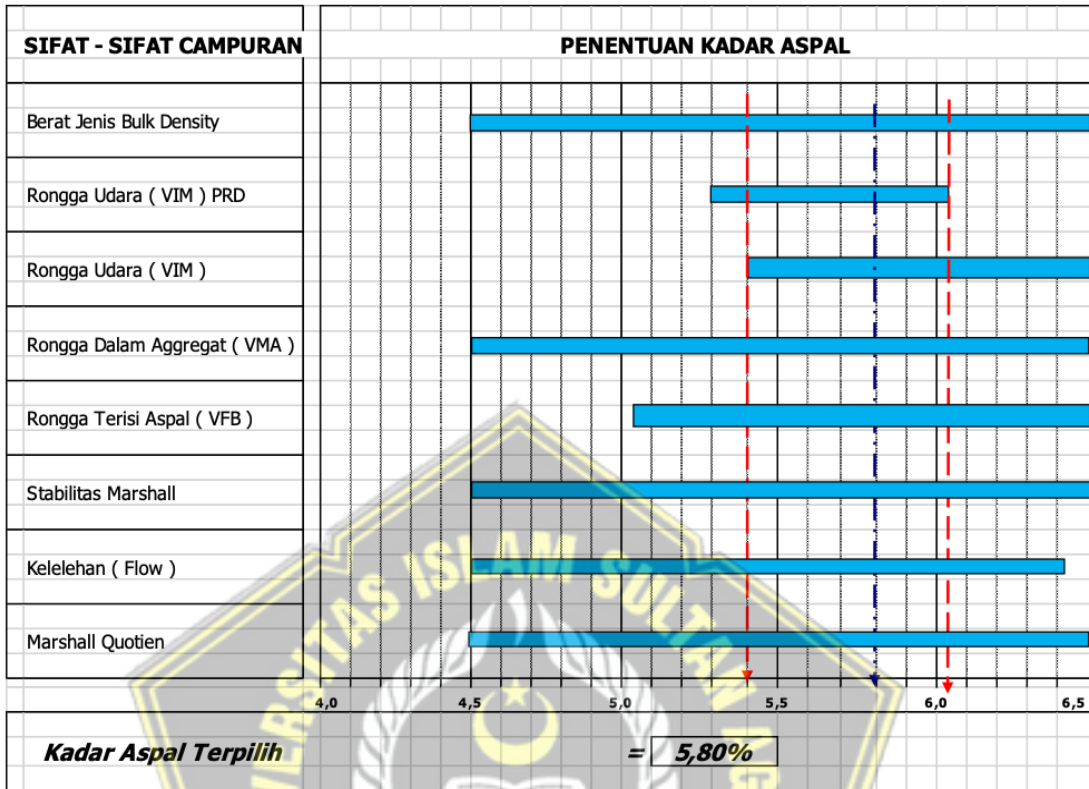 SIFAT - SIFAT CAMPURAN
PENENTUAN KADAR ASPAL
Berat Jenis Bulk Density
Rongga Udara ( VIM ) PRD
Rongga Udara ( VIM )
Rongga Dalam Aggregat ( VMA )
Rongga Terisi Aspal ( VFB )
Stabilitas Marshall
Kelelehan ( Flow )
Marshall Quotien
4,0 4,5 5,0 5,5 6,0 6,5
Kadar Aspal Terpilih = 5,80%
ISLAM SULTAN